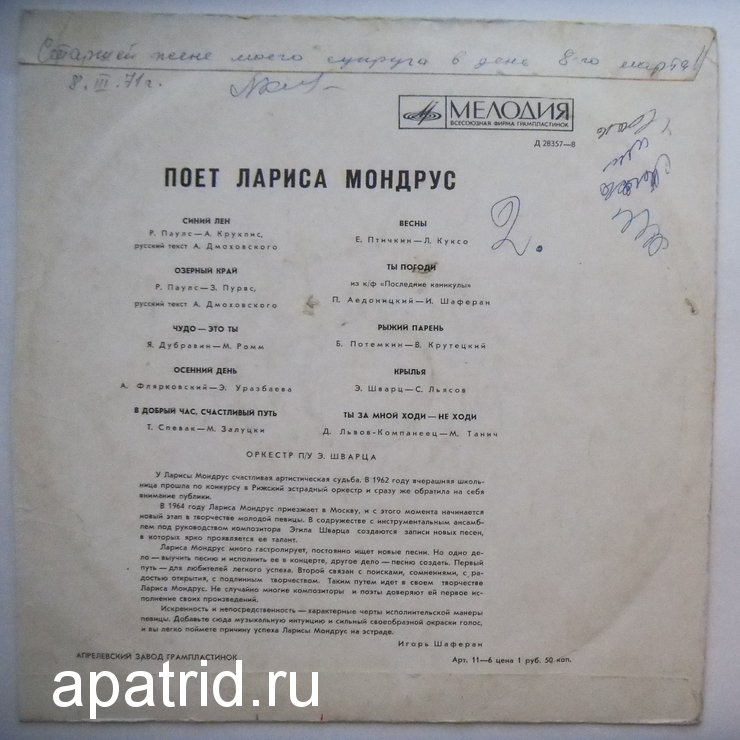 Старшей жене моего супруга в день 8-го марта!
8.III.71г.
МЕЛОДИЯ
ВСЕСОЮЗНАЯ ФИРМА ГРАМПЛАСТИНОК
Д 28357—8
ПОЕТ ЛАРИСА МОНДРУС
2.
СИНИЙ ЛЕН
Р. Паулс—А. Круклис,
русский текст А. Дмоховского
ОЗЕРНЫЙ КРАЙ
Р. Паулс—З. Пурвс,
русский текст А. Дмоховского
ЧУДО—ЭТО ТЫ
Я. Дубравин—М. Ромм
ОСЕННИЙ ДЕНЬ
А. Флярковский—Э. Уразбаева
В ДОБРЫЙ ЧАС, СЧАСТЛИВЫЙ ПУТЬ
Т. Спевак—М. Залуцки
ВЕСНЫ
Е. Птичкин—Л. Куксо
ТЫ ПОГОДИ
из к/ф «Последние каникулы»
П. Аедоницкий—И. Шаферан
РЫЖИЙ ПАРЕНЬ
Б. Потемкин—В. Крутецкий
КРЫЛЬЯ
Э. Шварц—С. Льясов
ТЫ ЗА МНОЙ ХОДИ—НЕ ХОДИ
Д. Львов-Компанеец—М. Танич
ОРКЕСТР П/У Э. ШВАРЦА
У Ларисы Мондрус счастливая артистическая судьба. В 1962 году вчерашняя школь-
ница прошла по конкурсу в Рижский эстрадный оркестр и сразу же обратила на себя
внимание публики.
В 1964 году Лариса Мондрус приезжает в Москву, и с этого момента начинается
новый этап в творчестве молодой певицы. В содружестве с инструментальным ансамб-
лем под руководством композитора Эгила Шварца создаются записи новых песен,
в которых ярко проявляется ее талант.
Лариса Мондрус много гастролирует, постоянно ищет новые песни. Но одно де-
ло—выучить песню и исполнить ее в концерте, другое дело—песню создать. Первый
путь—для любителей легкого успеха. Второй связан с поисками, сомнениями, с ра-
достью открытия, с подлинным творчеством. Таким путем идет в своем творчестве
Лариса Мондрус. Не случайно многие композиторы и поэты доверяют ей первое ис-
полнение своих произведений.
Искренность и непосредственность—характерные черты исполнительской манеры
певицы. Добавьте сюда музыкальную интуицию и сильный своеобразной окраски голос,
и вы легко поймете причину успеха Ларисы Мондрус на эстраде.
Игорь Шаферан
АПРЕЛЕВСКИЙ ЗАВОД ГРАМПЛАСТИНОК
Арт. 11—6 цена 1 руб. 50 коп.
apatrid.ru